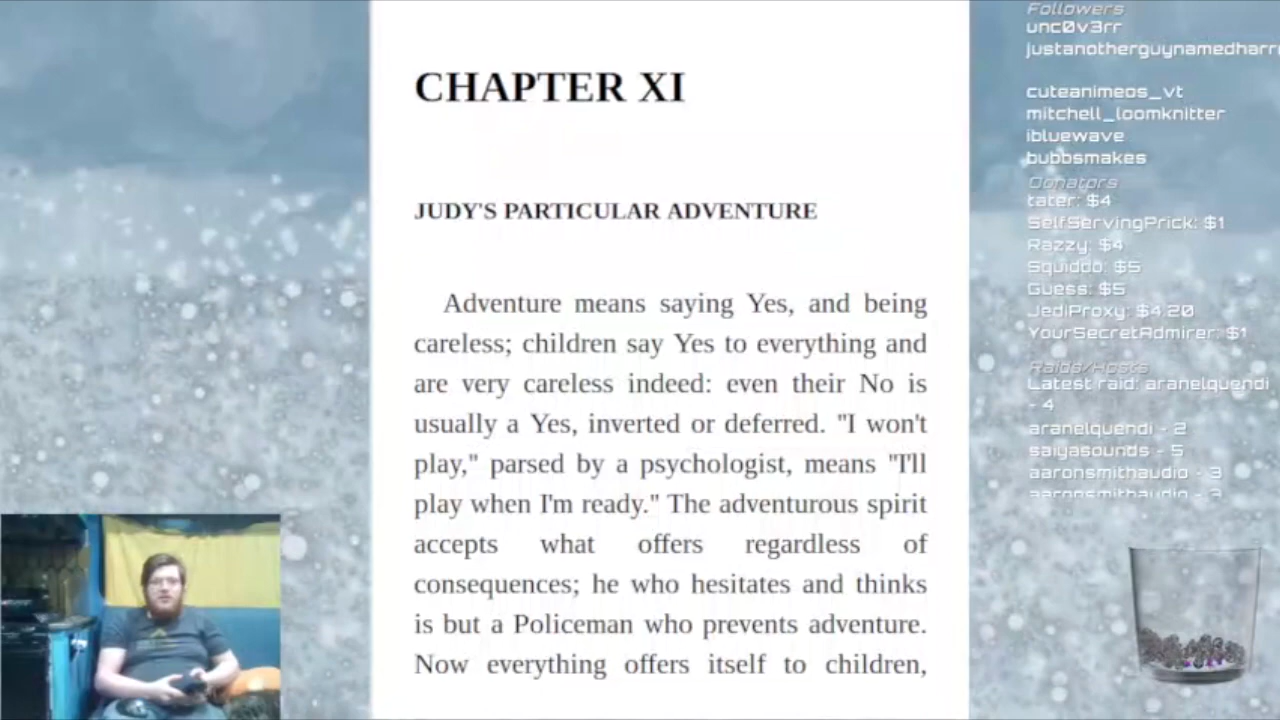 CHAPTER XI
JUDY'S PARTICULAR ADVENTURE
Adventure means saying Yes, and being
careless; children say Yes to everything and
are very careless indeed: even their No is
usually a Yes, inverted or deferred. "I won't
play," parsed by a psychologist, means "I'll
play when I'm ready." The adventurous spirit
accepts what offers regardless of
consequences; he who hesitates and thinks
is but a Policeman who prevents adventure.
Now everything offers itself to children,
Followers
unc0v3rr
justanotherguynamedharr
cuteanimeos_vt
mitchell_loomknitter
ibluewave
bubbsmakes
Donators
tater: $4
SelfServingPrick: $1
Razzy: $4
Squiddo: $5
Guess: $5
JediProxy: $4.20
YourSecretAdmirer: $1
Raids/Hosts
Latest raid: aranelquendi
- 4
aranelquendi - 2
saiyasounds - 5
aaronsmithaudio - 3
aaronsmithaudio - 3